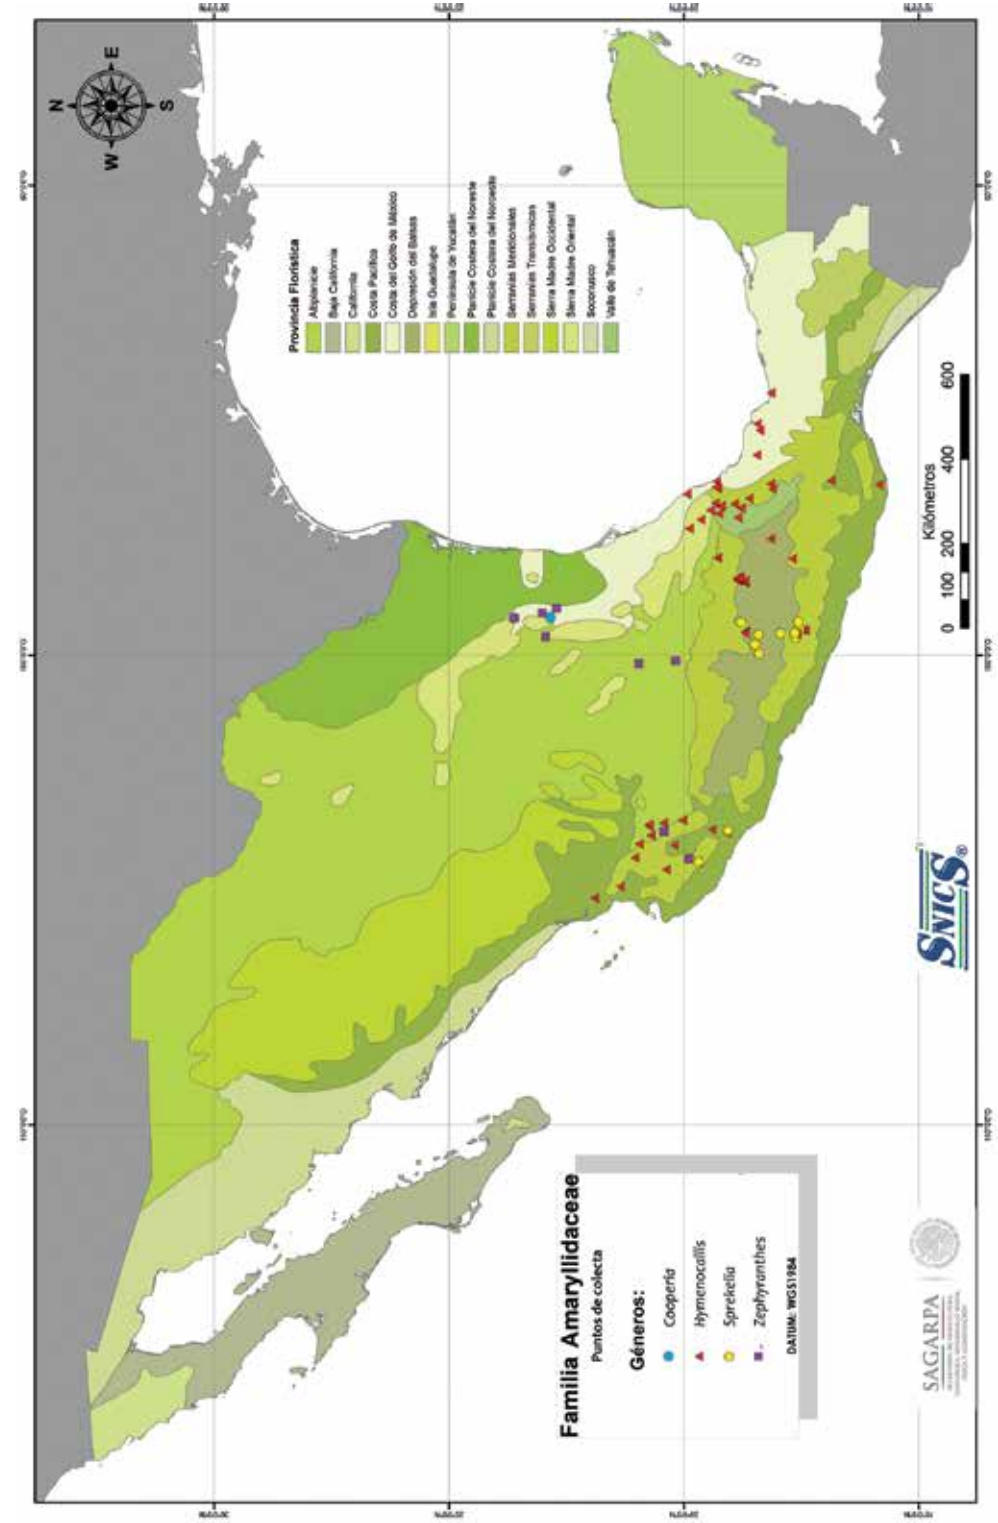 N
W
E
S
Provincia Florística
Altiplanicie
Baja California
California
Costa Pacífica
Costa del Golfo de México
Depresión del Balsas
Isla Guadalupe
Península de Yucatán
Planicie Costera del Noreste
Planicie Costera del Noroeste
Serranías Meridionales
Serranías Transístmicas
Sierra Madre Occidental
Sierra Madre Oriental
Soconusco
Valle de Tehuacán
Kilómetros
0 100 200 400 600
Familia Amaryllidaceae
Puntos de colecta
Géneros:
Cooperia
Hymenocallis
Sprekelia
Zephyranthes
DATUM: WGS1984
SAGARPA
SNICS®